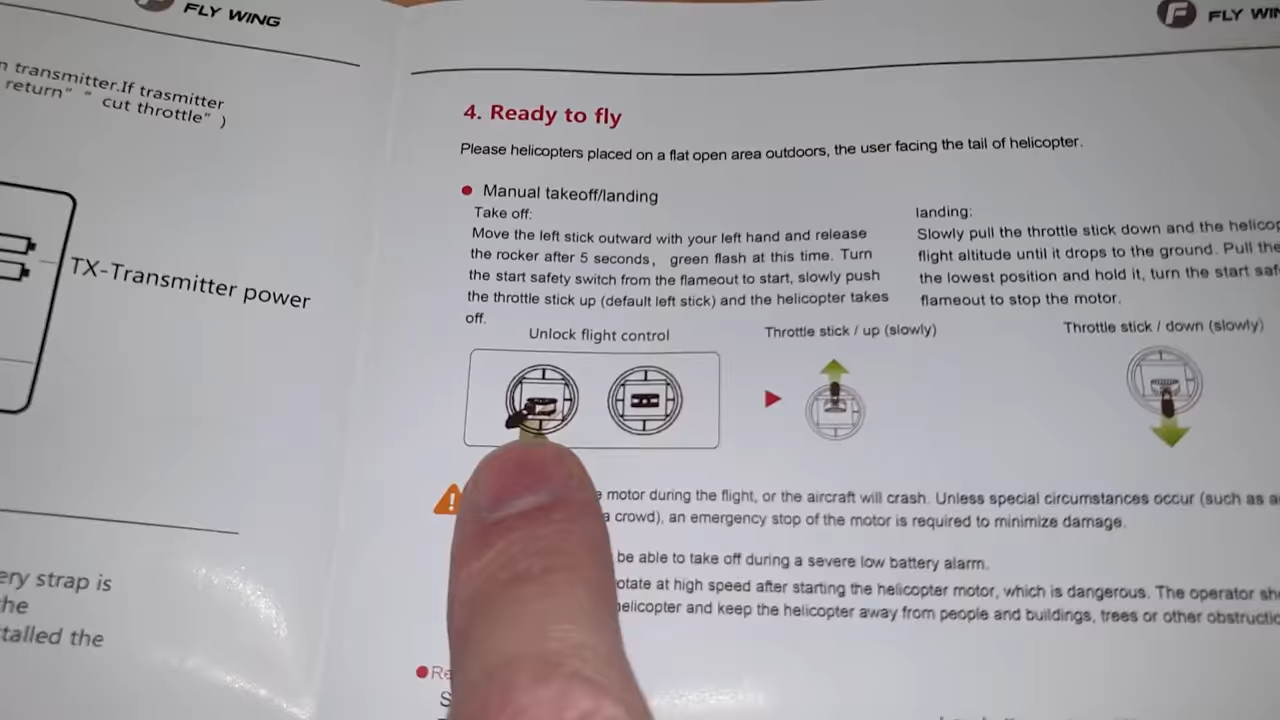 FLY WING
transmitter.If trasmitter
return" " cut throttle" )
TX-Transmitter power
strap is
the
FLY
4. Ready to fly
Please helicopters placed on a flat open area outdoors, the user facing the tail of helicopter.
Manual takeoff/landing
Take off:
Move the left stick outward with your left hand and release
the rocker after 5 seconds, green flash at this time. Turn
the start safety switch from the flameout to start, slowly push
the throttle stick up (default left stick) and the helicopter takes
off.
landing:
Slowly pull the throttle stick down and the
flight altitude until it drops to the ground. Pull the
the lowest position and hold it, turn the start
flameout to stop the motor.
Unlock flight control
Throttle stick / up (slowly)
Throttle stick / down (slowly)
motor during the flight, or the aircraft will crash. Unless special circumstances occur (such as
a crowd), an emergency stop of the motor is required to minimize damage.
be able to take off during a severe low battery alarm.
at high speed after starting the helicopter motor, which is dangerous. The operator
helicopter and keep the helicopter away from people and buildings, trees or other